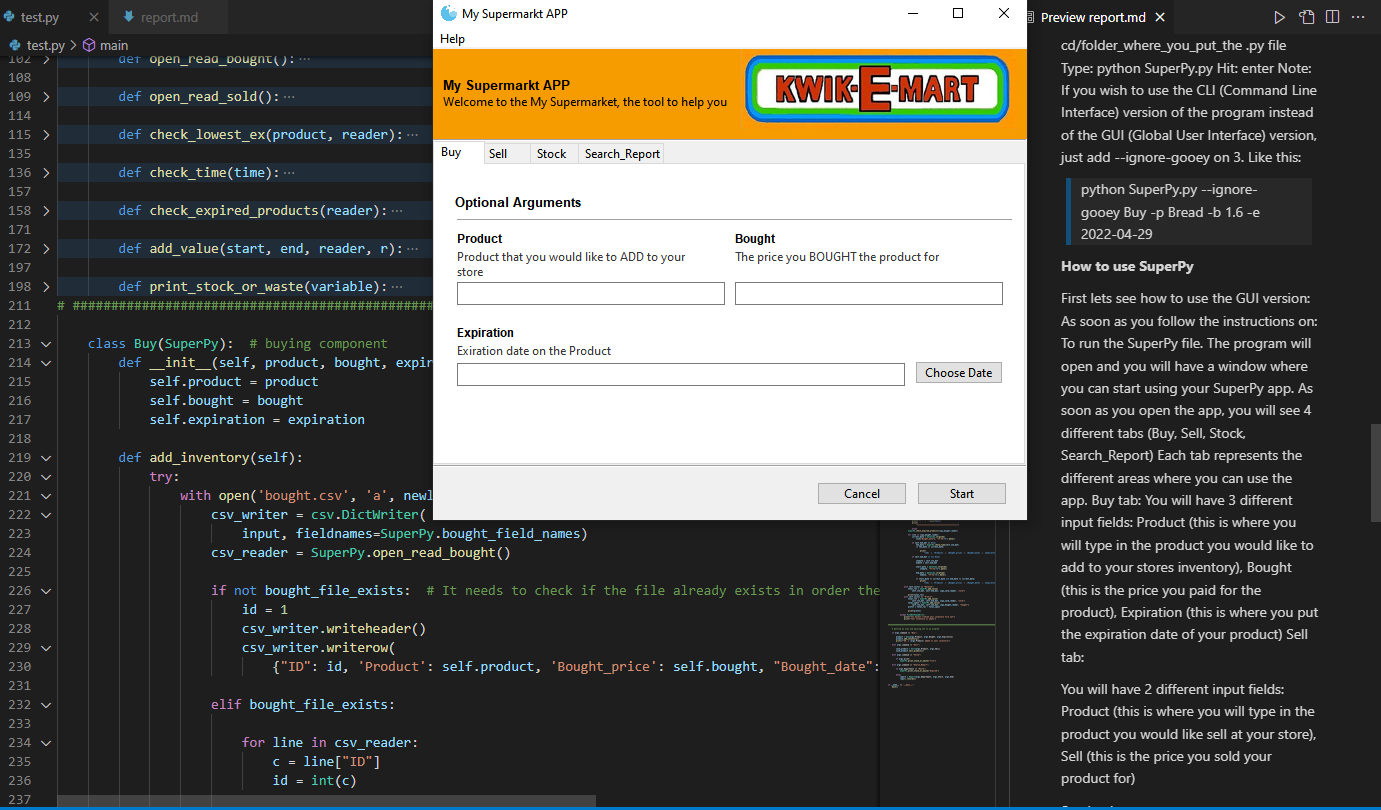 test.py
report.md
test.py > main
102 def open_read_bought(): ⋯
108
109 def open_read_sold(): ⋯
114
115 def check_lowest_ex(product, reader): ⋯
135
136 def check_time(time): ⋯
157
158 def check_expired_products(reader): ⋯
171
172 def add_value(start, end, reader, r): ⋯
197
198 def print_stock_or_waste(variable): ⋯
211 # ##############################################
212
213 class Buy(SuperPy):  # buying component
214 def __init__(self, product, bought, expir
215 self.product = product
216 self.bought = bought
217 self.expiration = expiration
218
219 def add_inventory(self):
220 try:
221 with open('bought.csv', 'a', newl
222 csv_writer = csv.DictWriter(
223 input, fieldnames=SuperPy.bought_field_names)
224 csv_reader = SuperPy.open_read_bought()
225
226 if not bought_file_exists:  # It needs to check if the file already exists in order the
227 id = 1
228 csv_writer.writeheader()
229 csv_writer.writerow(
230 {"ID": id, 'Product': self.product, 'Bought_price': self.bought, "Bought_date":
231
232 elif bought_file_exists:
233
234 for line in csv_reader:
235 c = line["ID"]
236 id = int(c)
237
My Supermarkt APP
Help
My Supermarkt APP
Welcome to the My Supermarket, the tool to help you
KWIK-E-MART
Buy
Sell
Stock
Search_Report
Optional Arguments
Product
Product that you would like to ADD to your
store
Bought
The price you BOUGHT the product for
Expiration
Exiration date on the Product
Choose Date
Cancel
Start
Preview report.md
cd/folder_where_you_put_the .py file
Type: python SuperPy.py Hit: enter Note:
If you wish to use the CLI (Command Line
Interface) version of the program instead
of the GUI (Global User Interface) version,
just add --ignore-gooey on 3. Like this:
python SuperPy.py --ignore-
gooey Buy -p Bread -b 1.6 -e
2022-04-29
How to use SuperPy
First lets see how to use the GUI version:
As soon as you follow the instructions on:
To run the SuperPy file. The program will
open and you will have a window where
you can start using your SuperPy app. As
soon as you open the app, you will see 4
different tabs (Buy, Sell, Stock,
Search_Report) Each tab represents the
different areas where you can use the
app. Buy tab: You will have 3 different
input fields: Product (this is where you
will type in the product you would like to
add to your stores inventory), Bought
(this is the price you paid for the
product), Expiration (this is where you put
the expiration date of your product) Sell
tab:
You will have 2 different input fields:
Product (this is where you will type in the
product you would like sell at your store),
Sell (this is the price you sold your
product for)